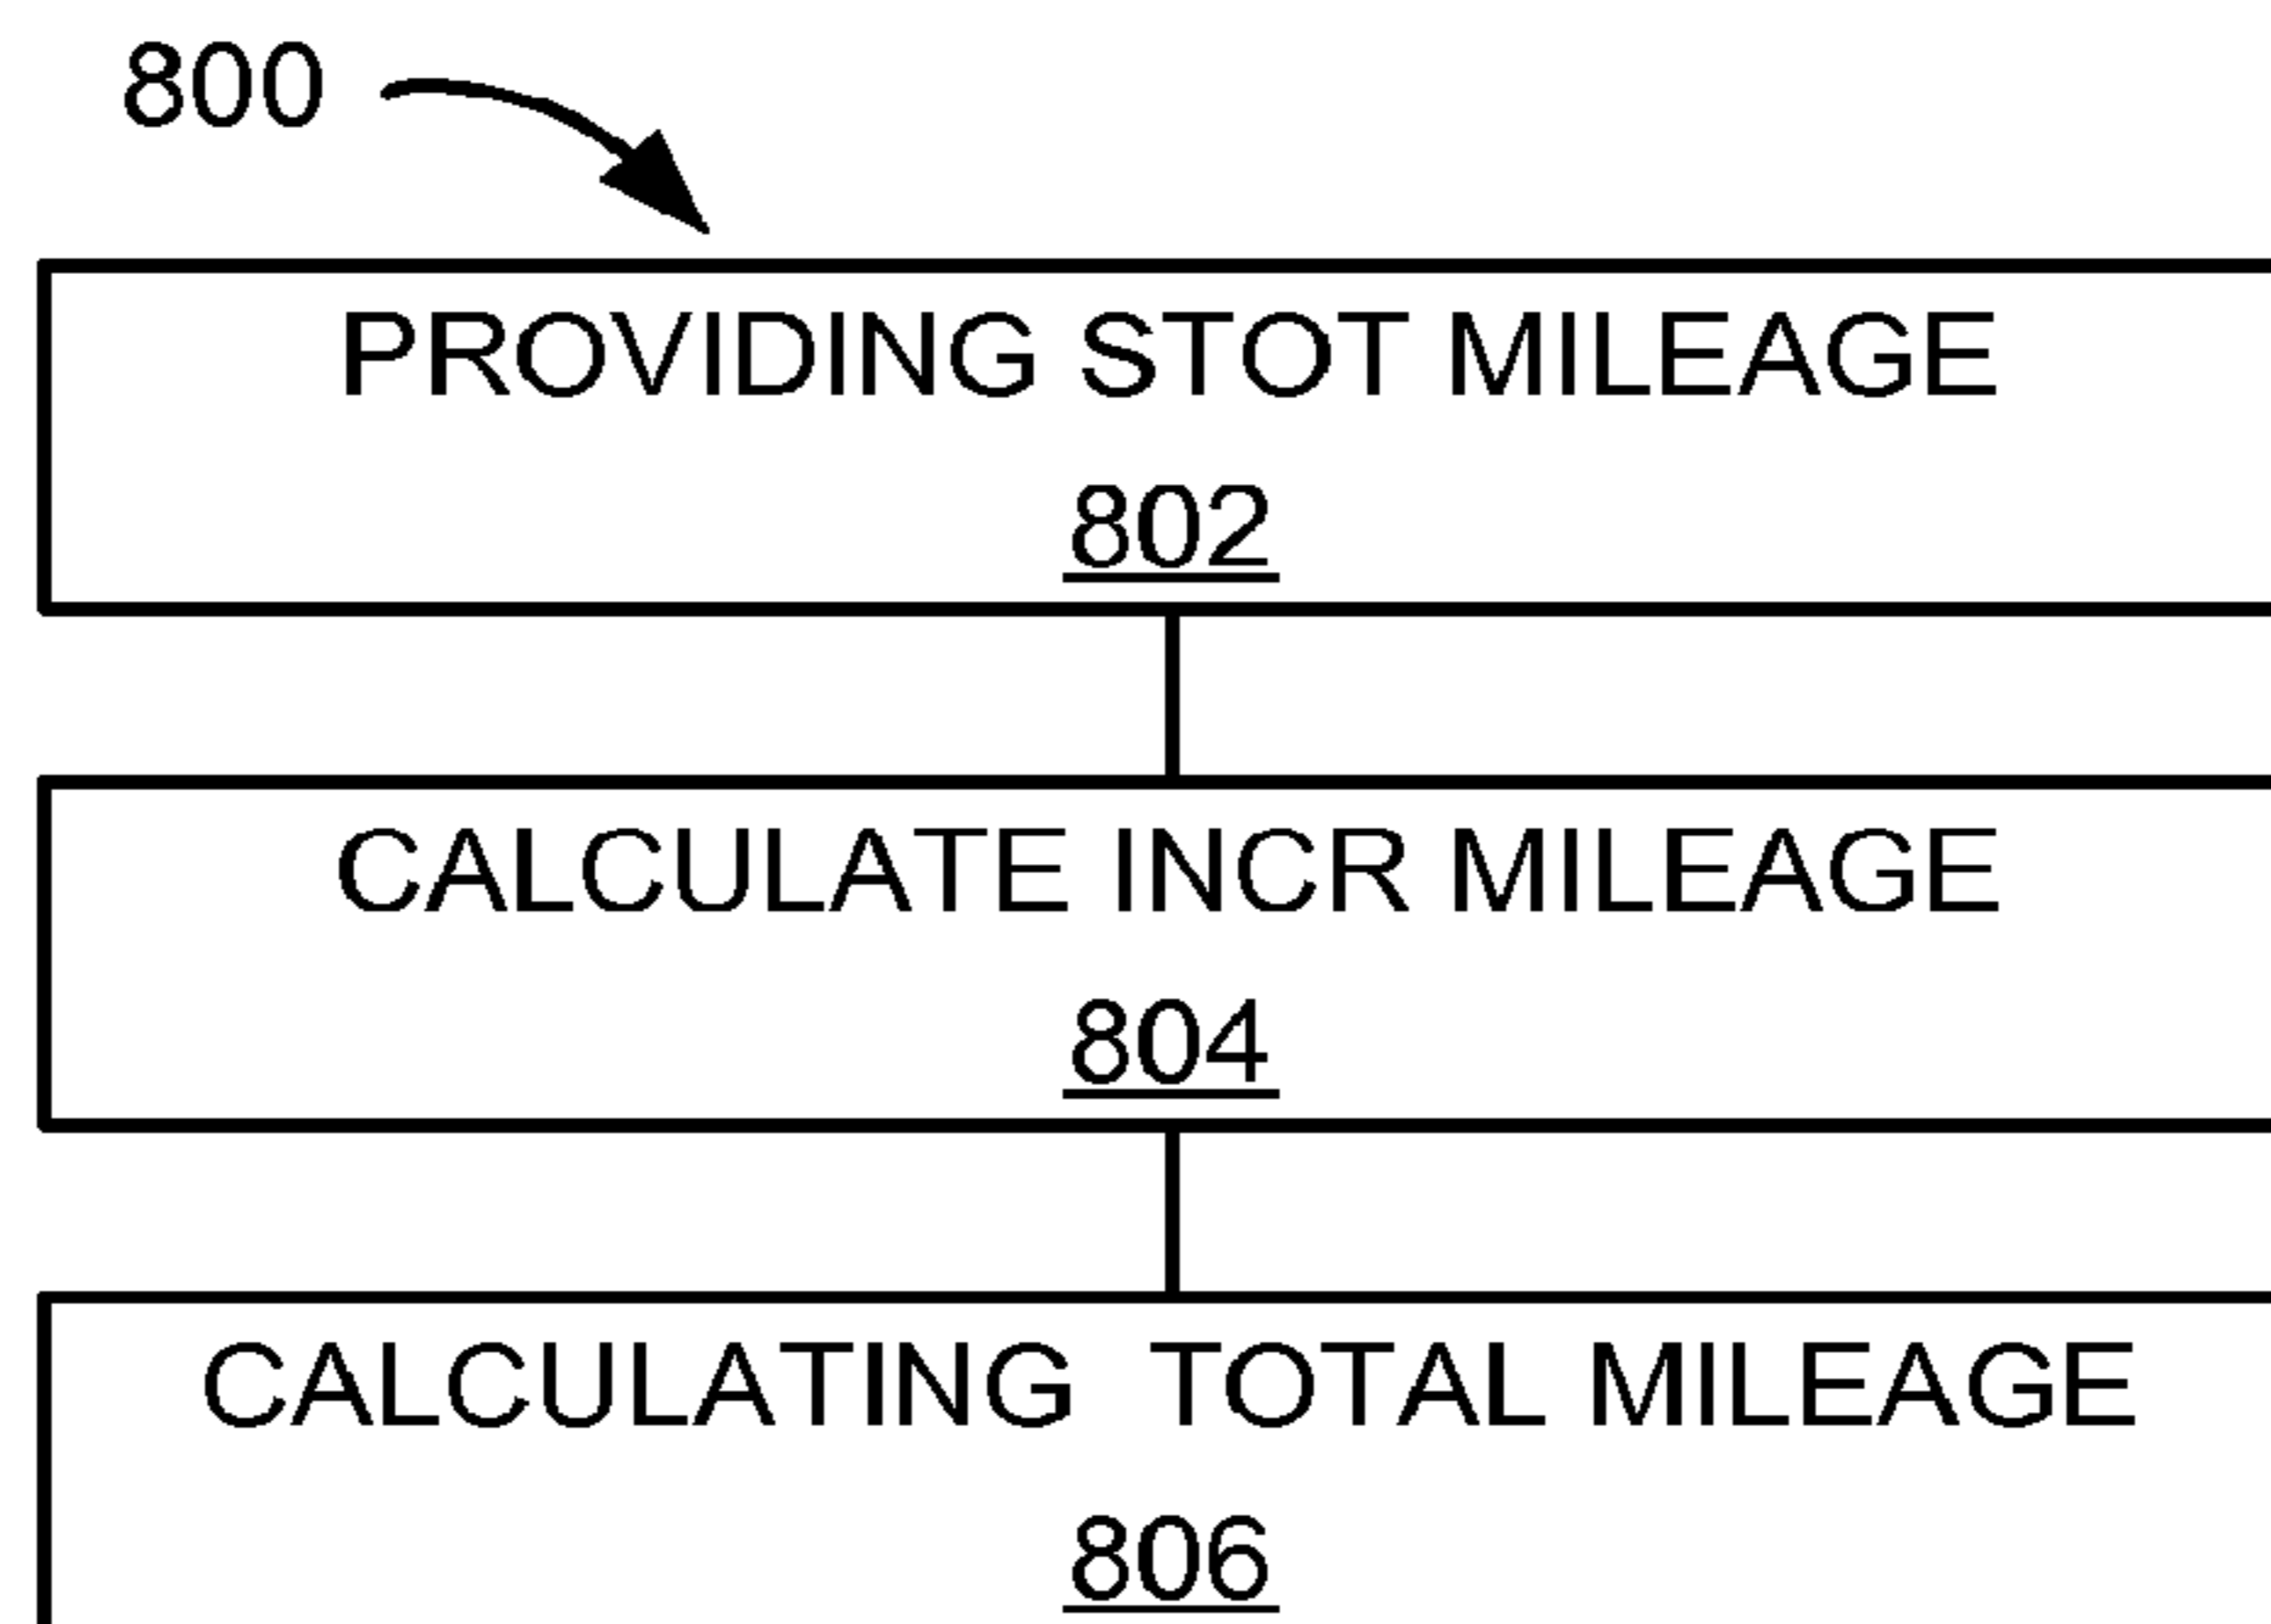 800
PROVIDING STOT MILEAGE
802
CALCULATE INCR MILEAGE
804
CALCULATING TOTAL MILEAGE
806